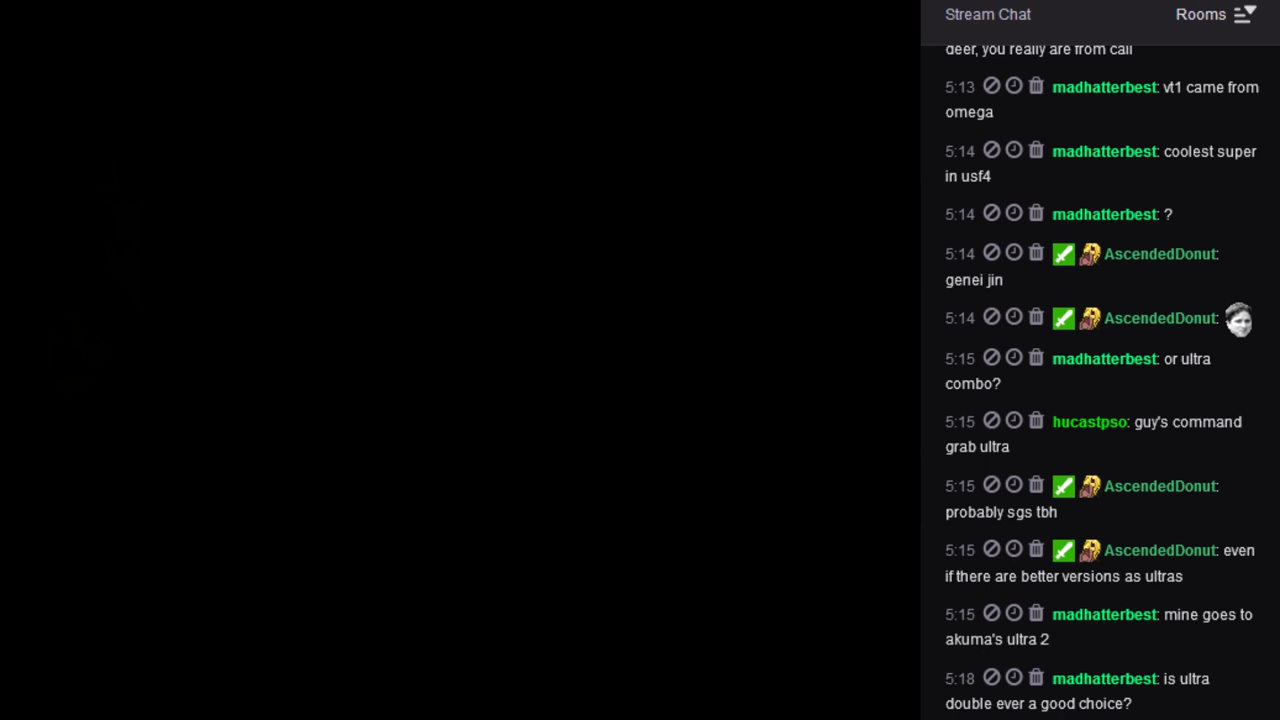 Stream Chat Rooms
deer, you really are from call
5:13 madhatterbest: vt1 came from
omega
5:14 madhatterbest: coolest super
in usf4
5:14 madhatterbest: ?
5:14 AscendedDonut:
genei jin
5:14 AscendedDonut:
5:15 madhatterbest: or ultra
combo?
5:15 hucastpso: guy's command
grab ultra
5:15 AscendedDonut:
probably sgs tbh
5:15 AscendedDonut: even
if there are better versions as ultras
5:15 madhatterbest: mine goes to
akuma's ultra 2
5:18 madhatterbest: is ultra
double ever a good choice?